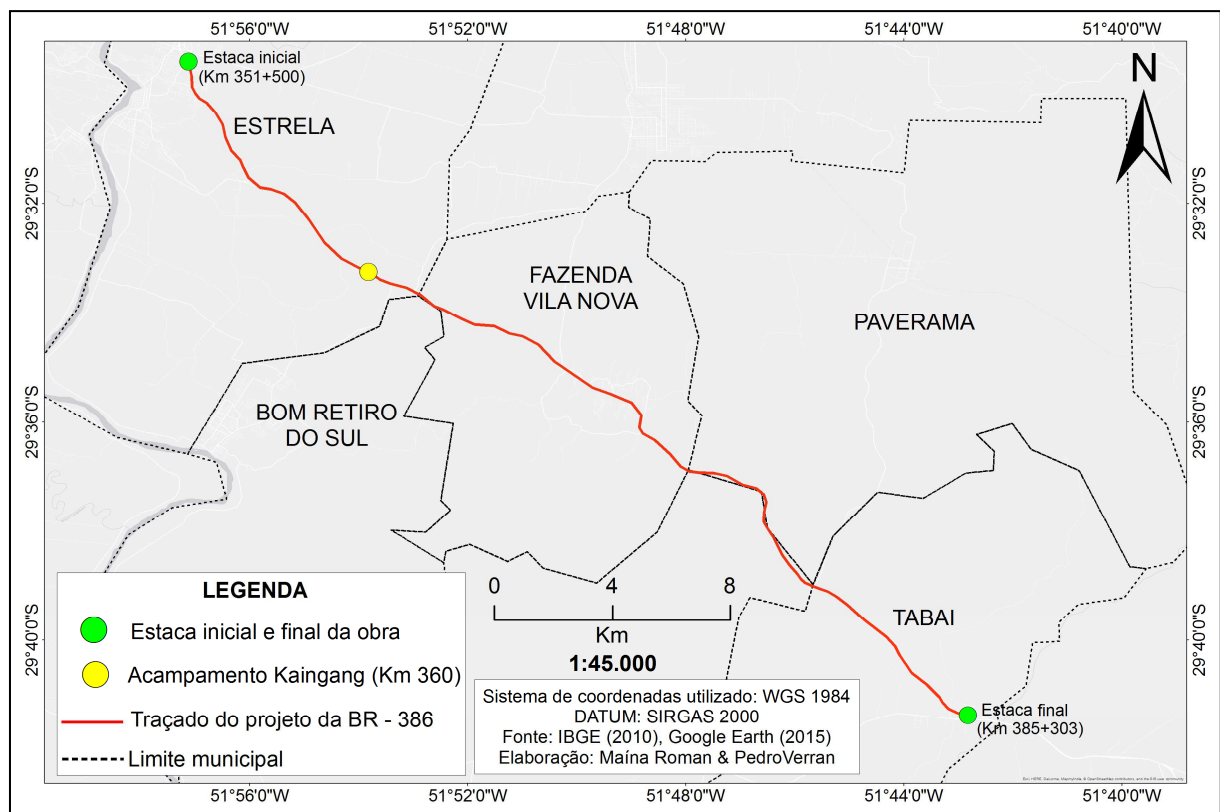 51°56'0"W
51°52'0"W
51°48'0"W
51°44'0"W
51°40'0"W
Estaca inicial
(Km 351+500)
N
ESTRELA
29°32'0"S
29°32'0"S
FAZENDA
VILA NOVA
PAVERAMA
BOM RETIRO
DO SUL
29°36'0"S
29°36'0"S
LEGENDA
Estaca inicial e final da obra
Acampamento Kaingang (Km 360)
Traçado do projeto da BR - 386
Limite municipal
0 4 8
Km
1:45.000
TABAI
29°40'0"S
29°40'0"S
Sistema de coordenadas utilizado: WGS 1984
DATUM: SIRGAS 2000
Fonte: IBGE (2010), Google Earth (2015)
Elaboração: Maína Roman & PedroVerran
Estaca final
(Km 385+303)
51°56'0"W
51°52'0"W
51°48'0"W
51°44'0"W
51°40'0"W